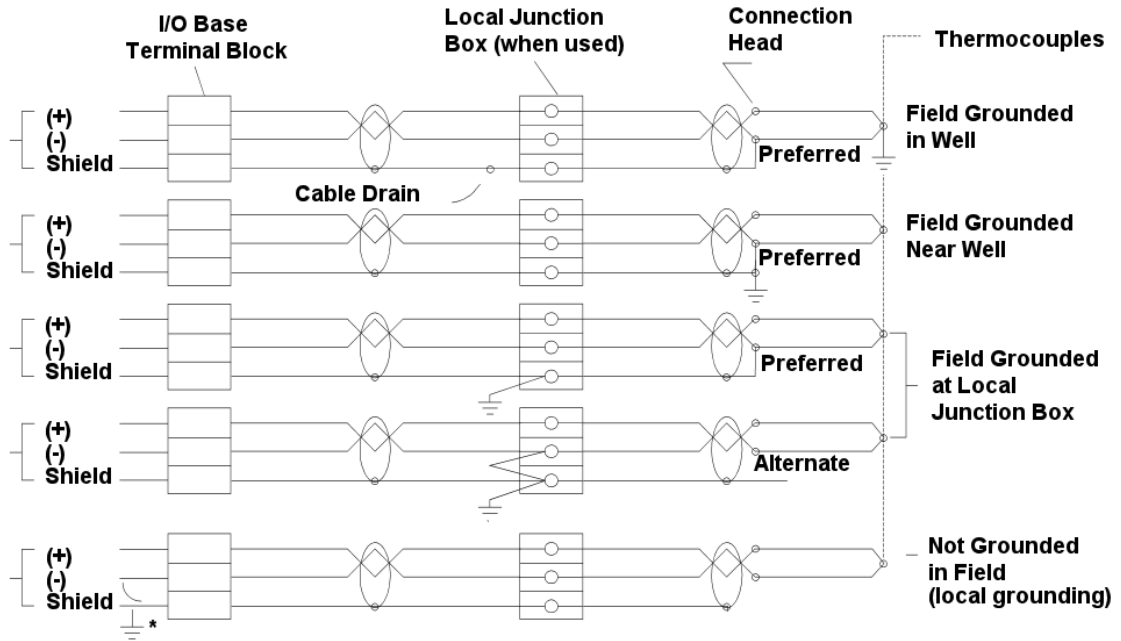 I/O Base
Terminal Block
Local Junction
Box (when used)
Connection
Head
Thermocouples
(+)
(-)
Shield
Cable Drain
Preferred
Field Grounded
in Well
(+)
(-)
Shield
Preferred
Field Grounded
Near Well
(+)
(-)
Shield
Preferred
Field Grounded
at Local
Junction Box
(+)
(-)
Shield
Alternate
(+)
(-)
Shield
*
Not Grounded
in Field
(local grounding)